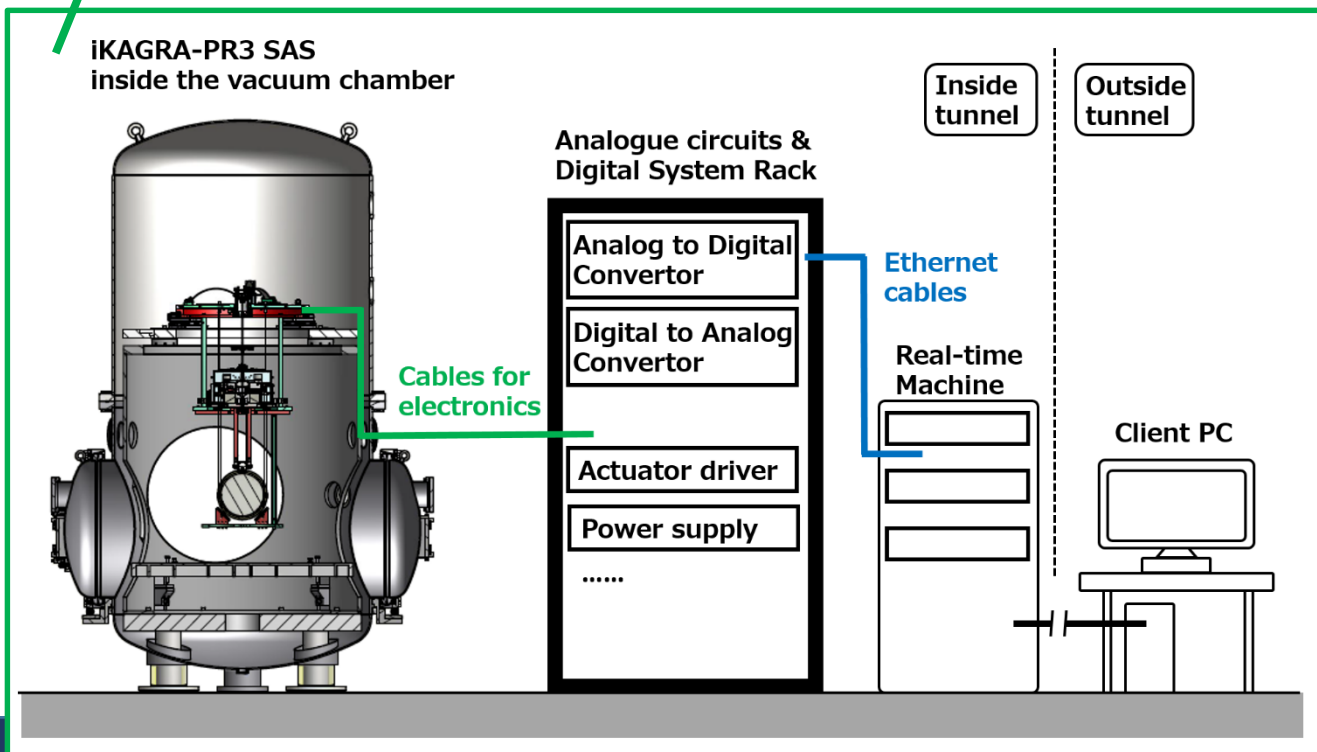 iKAGRA-PR3 SAS
inside the vacuum chamber
Inside
tunnel
Outside
tunnel
Analogue circuits &
Digital System Rack
Analog to Digital
Convertor
Digital to Analog
Convertor
Actuator driver
Power supply
......
Cables for
electronics
Ethernet
cables
Real-time
Machine
Client PC